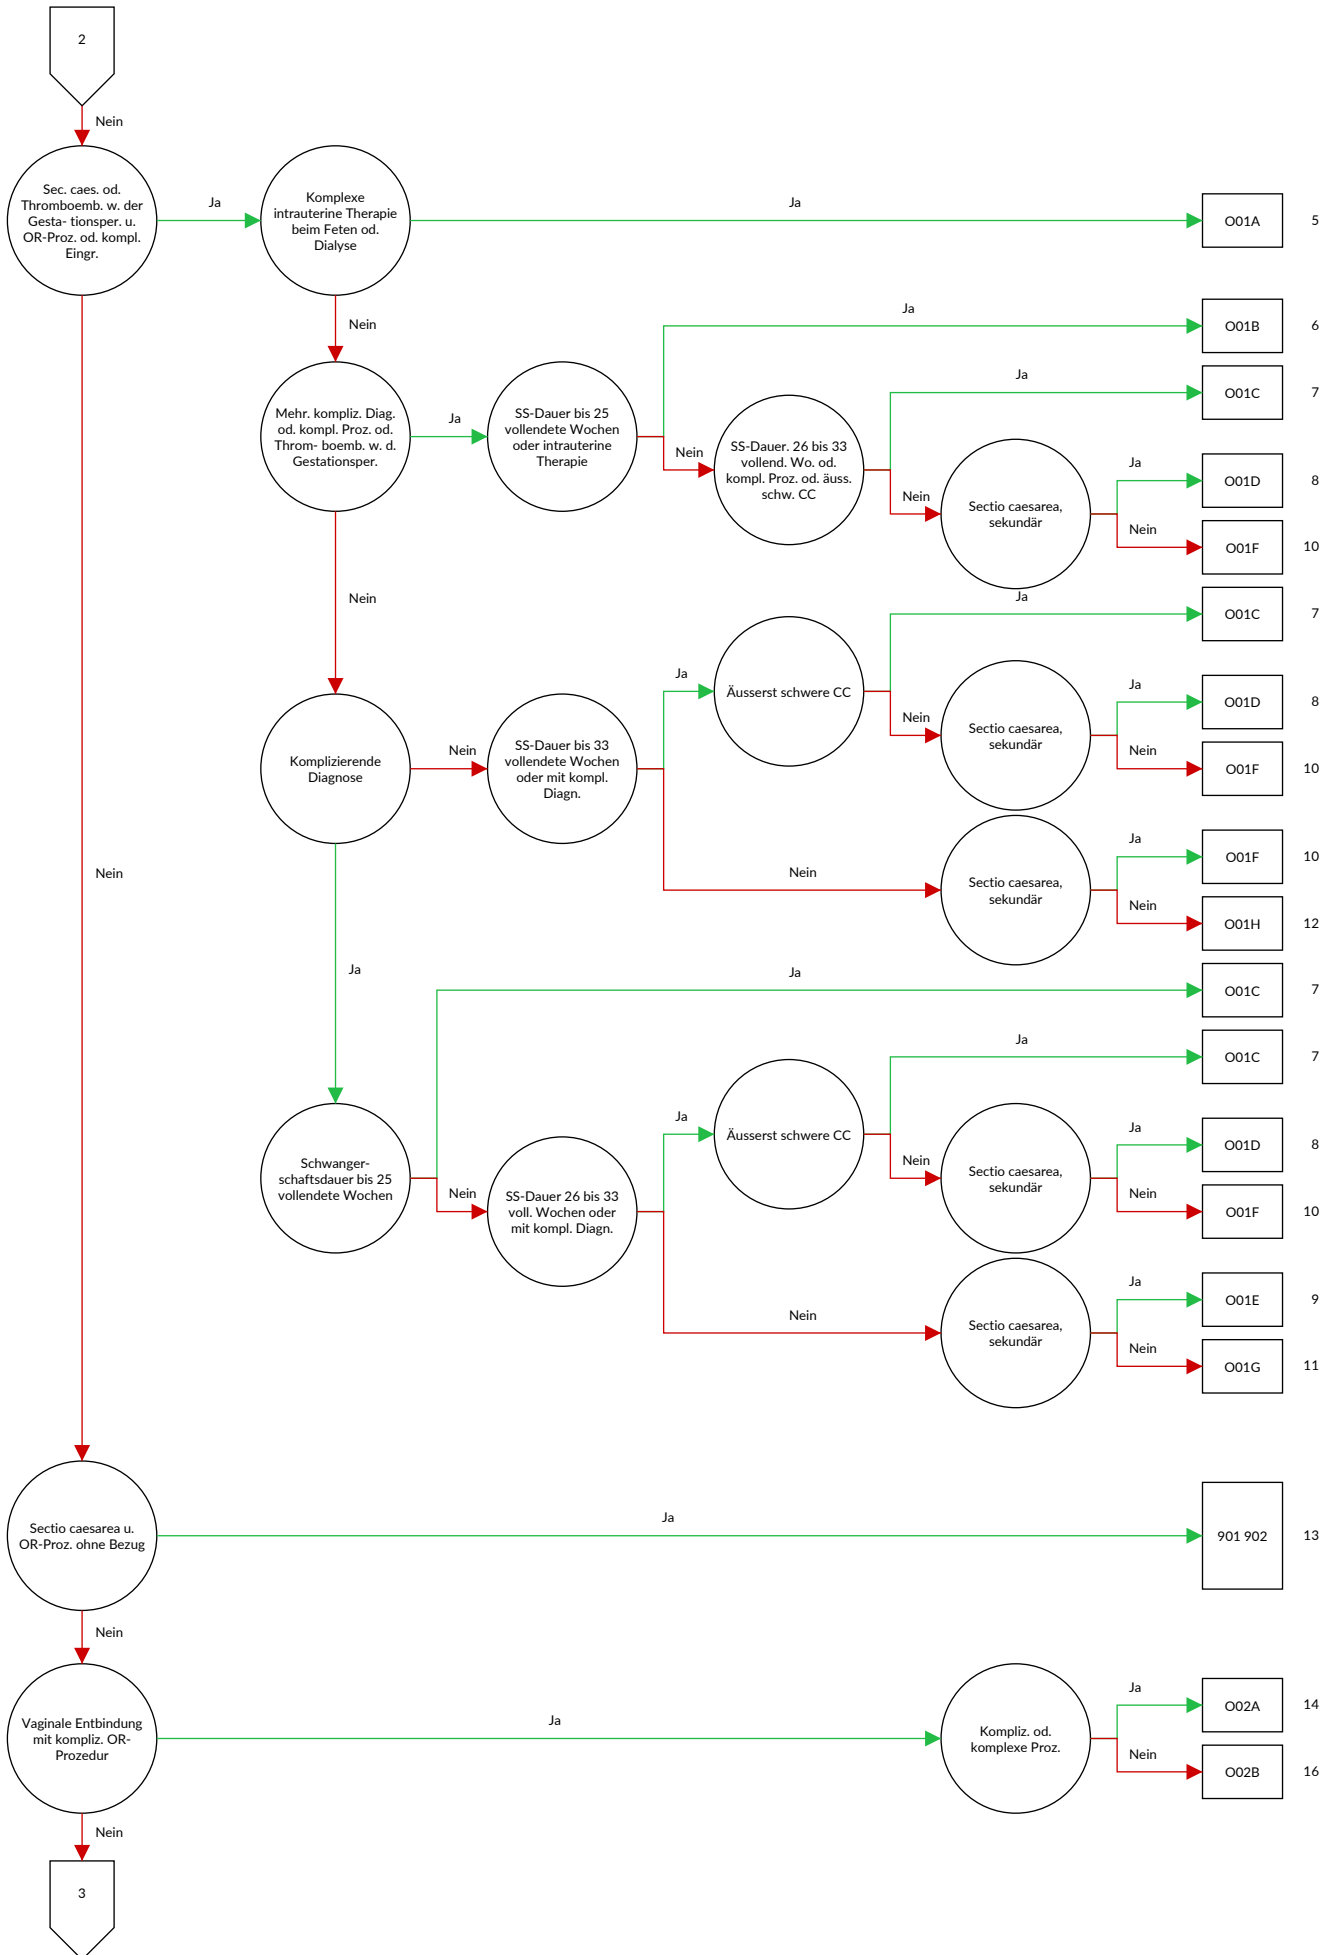 2
Nein
Sec. caes. od.
Thromboemb. w. der
Gesta- tionsper. u.
OR-Proz. od. kompl.
Eingr.
Ja
Komplexe
intrauterine Therapie
beim Feten od.
Dialyse
Ja
O01A
5
Nein
Mehr. kompliz. Diag.
od. kompl. Proz. od.
Throm- boemb. w. d.
Gestationsper.
Ja
SS-Dauer bis 25
vollendete Wochen
oder intrauterine
Therapie
Ja
O01B
6
Nein
SS-Dauer. 26 bis 33
vollend. Wo. od.
kompl. Proz. od. äuss.
schw. CC
Ja
O01C
7
Nein
Sectio caesarea,
sekundär
Ja
O01D
8
Nein
O01F
10
Nein
Komplizierende
Diagnose
Nein
SS-Dauer bis 33
vollendete Wochen
oder mit kompl.
Diagn.
Ja
Äusserst schwere CC
Ja
O01C
7
Nein
Sectio caesarea,
sekundär
Ja
O01D
8
Nein
O01F
10
Nein
Sectio caesarea,
sekundär
Ja
O01F
10
Nein
O01H
12
Ja
Schwanger-
schaftsdauer bis 25
vollendete Wochen
Ja
O01C
7
Nein
SS-Dauer 26 bis 33
voll. Wochen oder
mit kompl. Diagn.
Ja
Äusserst schwere CC
Ja
O01C
7
Nein
Sectio caesarea,
sekundär
Ja
O01D
8
Nein
O01F
10
Nein
Sectio caesarea,
sekundär
Ja
O01E
9
Nein
O01G
11
Nein
Sectio caesarea u.
OR-Proz. ohne Bezug
Ja
901 902
13
Nein
Vaginale Entbindung
mit kompliz. OR-
Prozedur
Ja
Kompliz. od.
komplexe Proz.
Ja
O02A
14
Nein
O02B
16
Nein
3